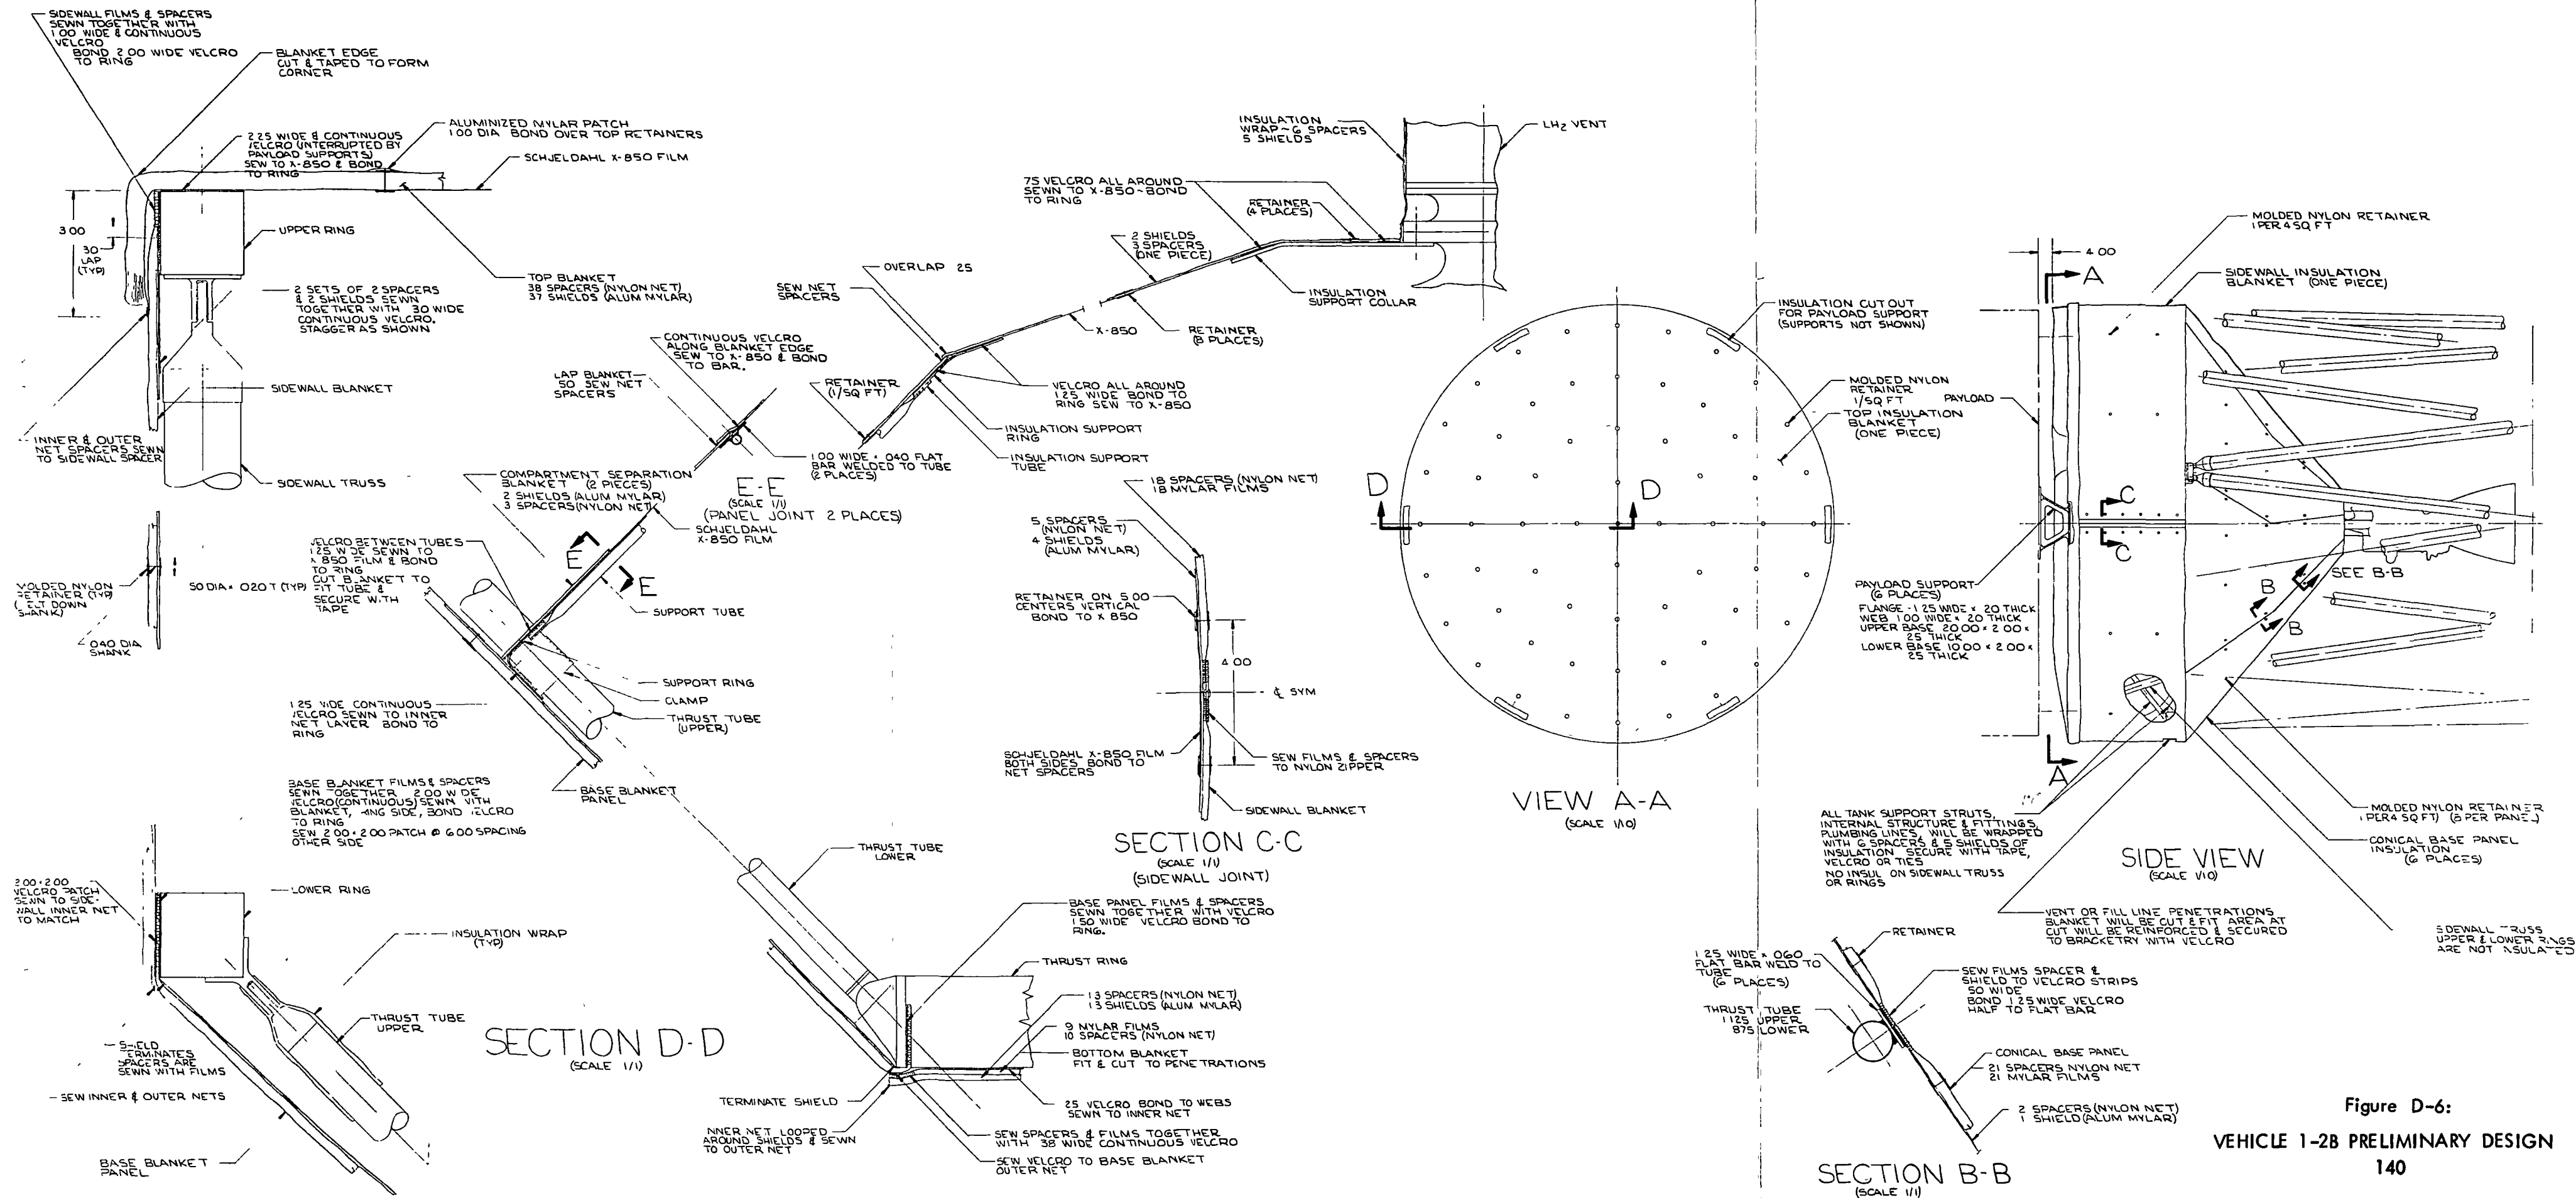 SIDEWALL FILMS & SPACERS
SEWN TOGETHER WITH
1 00 WIDE & CONTINUOUS
VELCRO
BOND 2 00 WIDE VELCRO
TO RING
BLANKET EDGE
CUT & TAPED TO FORM
CORNER
2 25 WIDE & CONTINUOUS
VELCRO (INTERRUPTED BY
PAYLOAD SUPPORTS)
SEW TO X-850 & BOND
TO RING
ALUMINIZED MYLAR PATCH
1 00 DIA BOND OVER TOP RETAINERS
SCHJELDAHL X-850 FILM
3 00
30
LAP
(TYP)
UPPER RING
TOP BLANKET
38 SPACERS (NYLON NET)
37 SHIELDS (ALUM MYLAR)
2 SETS OF 2 SPACERS
& 2 SHIELDS SEWN
TOGETHER WITH 30 WIDE
CONTINUOUS VELCRO.
STAGGER AS SHOWN
SIDEWALL BLANKET
INNER & OUTER
NET SPACERS SEWN
TO SIDEWALL SPACER
SIDEWALL TRUSS
MOLDED NYLON
RETAINER (TYP)
DOWN
SHANK)
50 DIA × 020 T (TYP)
040 DIA
SHANK
INSULATION
WRAP ~ 6 SPACERS
5 SHIELDS
LH2 VENT
75 VELCRO ALL AROUND
SEWN TO X-850 ~ BOND
TO RING
RETAINER
(4 PLACES)
2 SHIELDS
3 SPACERS
(ONE PIECE)
INSULATION
SUPPORT COLLAR
OVERLAP 25
SEW NET
SPACERS
X-850
RETAINER
(8 PLACES)
CONTINUOUS VELCRO
ALONG BLANKET EDGE
SEW TO X-850 & BOND
TO BAR.
LAP BLANKET
50 SEW NET
SPACERS
RETAINER
(1/SQ FT)
VELCRO ALL AROUND
1 25 WIDE BOND TO
RING SEW TO X-850
INSULATION SUPPORT
RING
INSULATION SUPPORT
TUBE
1 00 WIDE × 040 FLAT
BAR WELDED TO TUBE
(2 PLACES)
E-E
(SCALE 1/1)
(PANEL JOINT 2 PLACES)
COMPARTMENT SEPARATION
BLANKET (2 PIECES)
2 SHIELDS (ALUM MYLAR)
3 SPACERS (NYLON NET)
SCHJELDAHL
X-850 FILM
VELCRO BETWEEN TUBES
1 25 WIDE SEWN TO
X 850 FILM & BOND
TO RING
CUT BLANKET TO
FIT TUBE &
SECURE WITH
TAPE
E
E
SUPPORT TUBE
SUPPORT RING
CLAMP
THRUST TUBE
(UPPER)
1 25 WIDE CONTINUOUS
VELCRO SEWN TO INNER
NET LAYER BOND TO
RING
BASE BLANKET
PANEL
BASE BLANKET FILMS & SPACERS
SEWN TOGETHER 2 00 WIDE
VELCRO (CONTINUOUS) SEWN WITH
BLANKET, RING SIDE, BOND VELCRO
TO RING
SEW 2 00 × 2 00 PATCH @ 6 00 SPACING
OTHER SIDE
2 00 × 2 00
VELCRO PATCH
SEWN TO SIDE-
WALL INNER NET
TO MATCH
LOWER RING
INSULATION WRAP
(TYP)
THRUST TUBE
UPPER
SHIELD
TERMINATES
SPACERS ARE
SEWN WITH FILMS
SEW INNER & OUTER NETS
BASE BLANKET
PANEL
SECTION D-D
(SCALE 1/1)
THRUST TUBE
LOWER
BASE PANEL FILMS & SPACERS
SEWN TOGETHER WITH VELCRO
1 50 WIDE VELCRO BOND TO
RING.
THRUST RING
13 SPACERS (NYLON NET)
13 SHIELDS (ALUM MYLAR)
9 MYLAR FILMS
10 SPACERS (NYLON NET)
BOTTOM BLANKET
FIT & CUT TO PENETRATIONS
TERMINATE SHIELD
25 VELCRO BOND TO WEBS
SEWN TO INNER NET
INNER NET LOOPED
AROUND SHIELDS & SEWN
TO OUTER NET
SEW SPACERS & FILMS TOGETHER
WITH 38 WIDE CONTINUOUS VELCRO
SEW VELCRO TO BASE BLANKET
OUTER NET
18 SPACERS (NYLON NET)
18 MYLAR FILMS
5 SPACERS
(NYLON NET)
4 SHIELDS
(ALUM MYLAR)
RETAINER ON 5 00
CENTERS VERTICAL
BOND TO X 850
4 00
℄ SYM
SCHJELDAHL X-850 FILM
BOTH SIDES BOND TO
NET SPACERS
SEW FILMS & SPACERS
TO NYLON ZIPPER
SIDEWALL BLANKET
SECTION C-C
(SCALE 1/1)
(SIDEWALL JOINT)
INSULATION CUT OUT
FOR PAYLOAD SUPPORT
(SUPPORTS NOT SHOWN)
MOLDED NYLON
RETAINER
1/SQ FT
TOP INSULATION
BLANKET
(ONE PIECE)
D
D
VIEW A-A
(SCALE 1/10)
MOLDED NYLON RETAINER
1 PER 4 SQ FT
4 00
A
SIDEWALL INSULATION
BLANKET (ONE PIECE)
PAYLOAD
C
C
PAYLOAD SUPPORT
(6 PLACES)
FLANGE - 1 25 WIDE × 20 THICK
WEB 1 00 WIDE × 20 THICK
UPPER BASE 20 00 × 2 00 ×
25 THICK
LOWER BASE 10 00 × 2 00 ×
25 THICK
SEE B-B
B
B
A
ALL TANK SUPPORT STRUTS,
INTERNAL STRUCTURE & FITTINGS,
PLUMBING LINES, WILL BE WRAPPED
WITH 6 SPACERS & 5 SHIELDS OF
INSULATION SECURE WITH TAPE,
VELCRO OR TIES
NO INSUL ON SIDEWALL TRUSS
OR RINGS
SIDE VIEW
(SCALE 1/10)
MOLDED NYLON RETAINER
1 PER 4 SQ FT) (8 PER PANEL)
CONICAL BASE PANEL
INSULATION
(6 PLACES)
VENT OR FILL LINE PENETRATIONS
BLANKET WILL BE CUT & FIT AREA AT
CUT WILL BE REINFORCED & SECURED
TO BRACKETRY WITH VELCRO
SIDEWALL TRUSS
UPPER & LOWER RINGS
ARE NOT INSULATED
RETAINER
1 25 WIDE × 060
FLAT BAR WELD TO
TUBE
(6 PLACES)
SEW FILMS SPACER &
SHIELD TO VELCRO STRIPS
50 WIDE
BOND 1 25 WIDE VELCRO
HALF TO FLAT BAR
THRUST TUBE
1 125 UPPER
875 LOWER
CONICAL BASE PANEL
21 SPACERS NYLON NET
21 MYLAR FILMS
2 SPACERS (NYLON NET)
1 SHIELD (ALUM MYLAR)
SECTION B-B
(SCALE 1/1)
Figure D-6:
VEHICLE 1-2B PRELIMINARY DESIGN
140